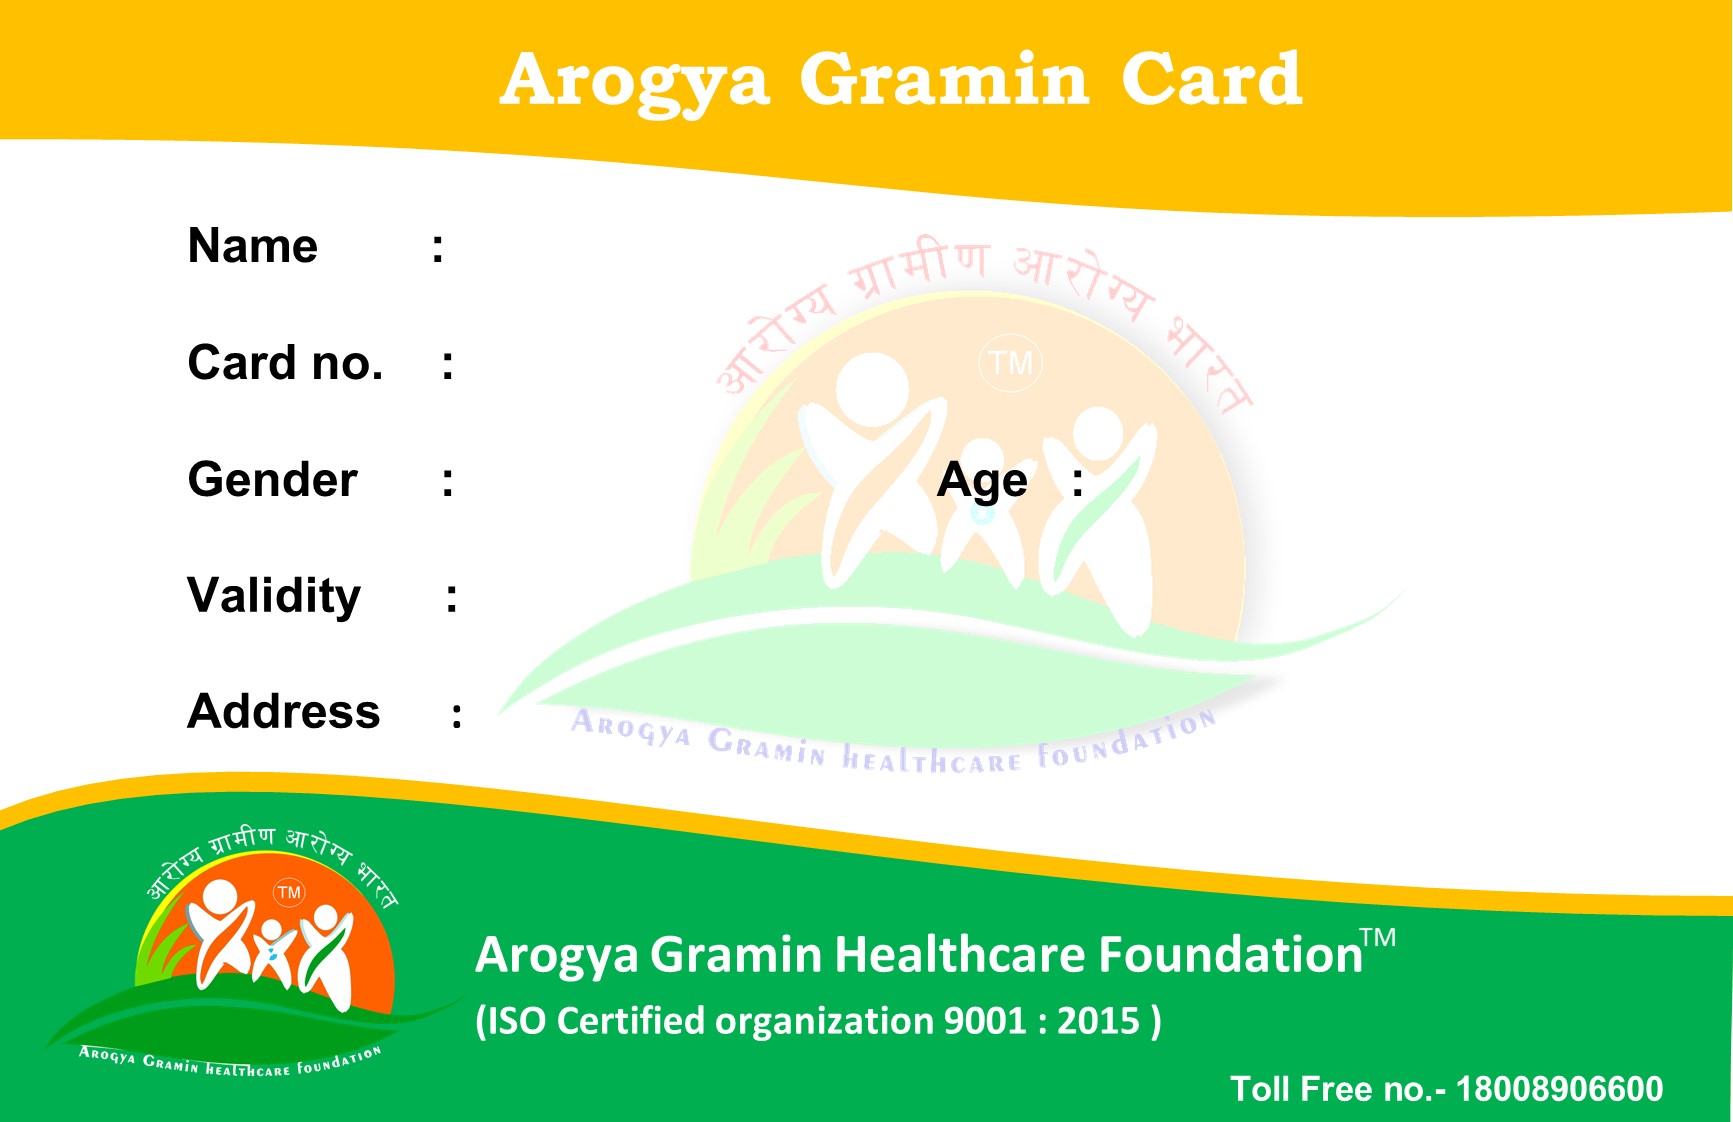 Arogya Gramin Card
Name :
आरोग्य ग्रामीण आरोग्य भारत
TM
Card no. :
Gender : Age :
Validity :
Address :
Arogya Gramin healthcare foundation
आरोग्य ग्रामीण आरोग्य भारत
TM
Arogya Gramin healthcare foundation
Arogya Gramin Healthcare Foundation™
(ISO Certified organization 9001 : 2015 )
Toll Free no.- 18008906600